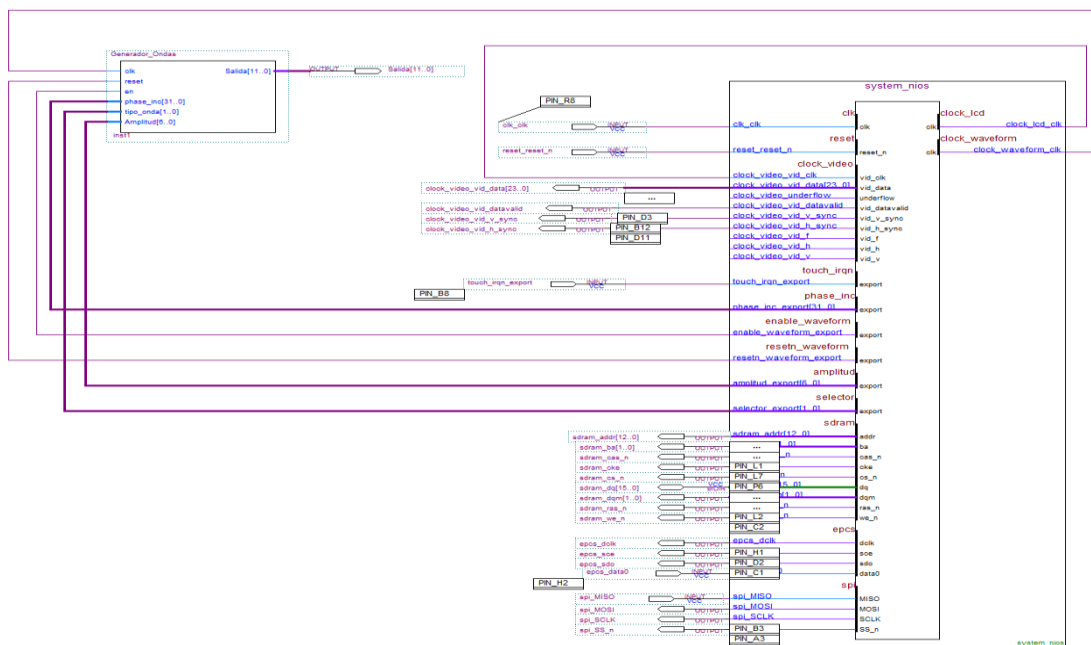 Generador_Ondas
clk
reset
en
phase_inc[31..0]
tipo_onda[1..0]
Amplitud[6..0]
Salida[11..0]
inst1
OUTPUT
Salida[11..0]
system_nios
PIN_R8
clk_clk
INPUT
VCC
reset_reset_n
INPUT
VCC
clk
clk_clk
clk
reset
reset_reset_n
reset_n
clock_lcd
clk
clock_lcd_clk
clock_waveform
clk
clock_waveform_clk
clock_video
clock_video_vid_clk
vid_clk
clock_video_vid_data[23..0]
OUTPUT
clock_video_vid_data[23..0]
vid_data
...
clock_video_underflow
underflow
clock_video_vid_datavalid
OUTPUT
clock_video_vid_datavalid
vid_datavalid
clock_video_vid_v_sync
OUTPUT
PIN_D3
clock_video_vid_v_sync
vid_v_sync
clock_video_vid_h_sync
OUTPUT
PIN_B12
clock_video_vid_h_sync
vid_h_sync
PIN_D11
clock_video_vid_f
vid_f
clock_video_vid_h
vid_h
clock_video_vid_v
vid_v
touch_irqn
touch_irqn_export
INPUT
VCC
touch_irqn_export
export
PIN_B8
phase_inc
phase_inc_export[31..0]
export
enable_waveform
enable_waveform_export
export
resetn_waveform
resetn_waveform_export
export
amplitud
amplitud_export[6..0]
export
selector
selector_export[1..0]
export
sdram
sdram_addr[12..0]
OUTPUT
sdram_addr[12..0]
addr
sdram_ba[1..0]
OUTPUT
...
ba
sdram_cas_n
OUTPUT
cas_n
sdram_cke
OUTPUT
PIN_L1
cke
sdram_cs_n
OUTPUT
PIN_L7
cs_n
sdram_dq[15..0]
PIN_P6
dq
sdram_dqm[1..0]
OUTPUT
...
dqm
sdram_ras_n
OUTPUT
...
ras_n
sdram_we_n
OUTPUT
PIN_L2
we_n
PIN_C2
epcs
epcs_dclk
OUTPUT
epcs_dclk
dclk
epcs_sce
OUTPUT
PIN_H1
sce
epcs_sdo
OUTPUT
PIN_D2
sdo
epcs_data0
INPUT
VCC
PIN_C1
data0
PIN_H2
spi
spi_MISO
INPUT
VCC
spi_MISO
MISO
spi_MOSI
OUTPUT
spi_MOSI
MOSI
spi_SCLK
OUTPUT
spi_SCLK
SCLK
spi_SS_n
OUTPUT
PIN_B3
SS_n
PIN_A3
system_nios